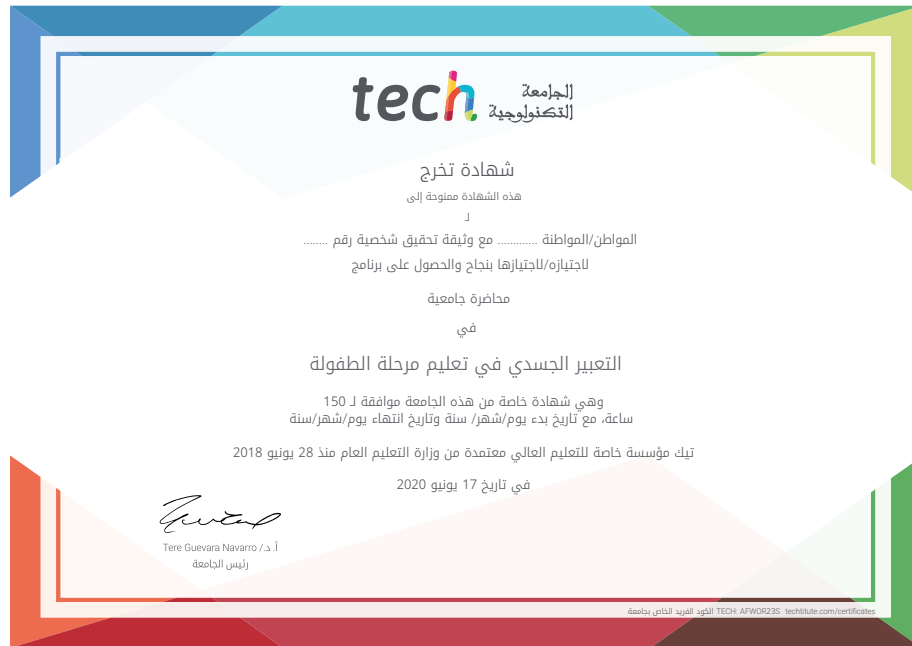 tech الجامعة
التكنولوجية
شهادة تخرج
هذه الشهادة ممنوحة إلى
لـ
المواطن/المواطنة ............ مع وثيقة تحقيق شخصية رقم ........
لاجتيازه/لاجتيازها بنجاح والحصول على برنامج
محاضرة جامعية
في
التعبير الجسدي في تعليم مرحلة الطفولة
وهي شهادة خاصة من هذه الجامعة موافقة لـ 150
ساعة، مع تاريخ بدء يوم/شهر/ سنة وتاريخ انتهاء يوم/شهر/سنة
تيك مؤسسة خاصة للتعليم العالي معتمدة من وزارة التعليم العام منذ 28 يونيو 2018
في تاريخ 17 يونيو 2020
أ.د./ Tere Guevara Navarro
رئيس الجامعة
الكود الفريد الخاص بجامعة TECH: AFWOR23S techtitute.com/certificates